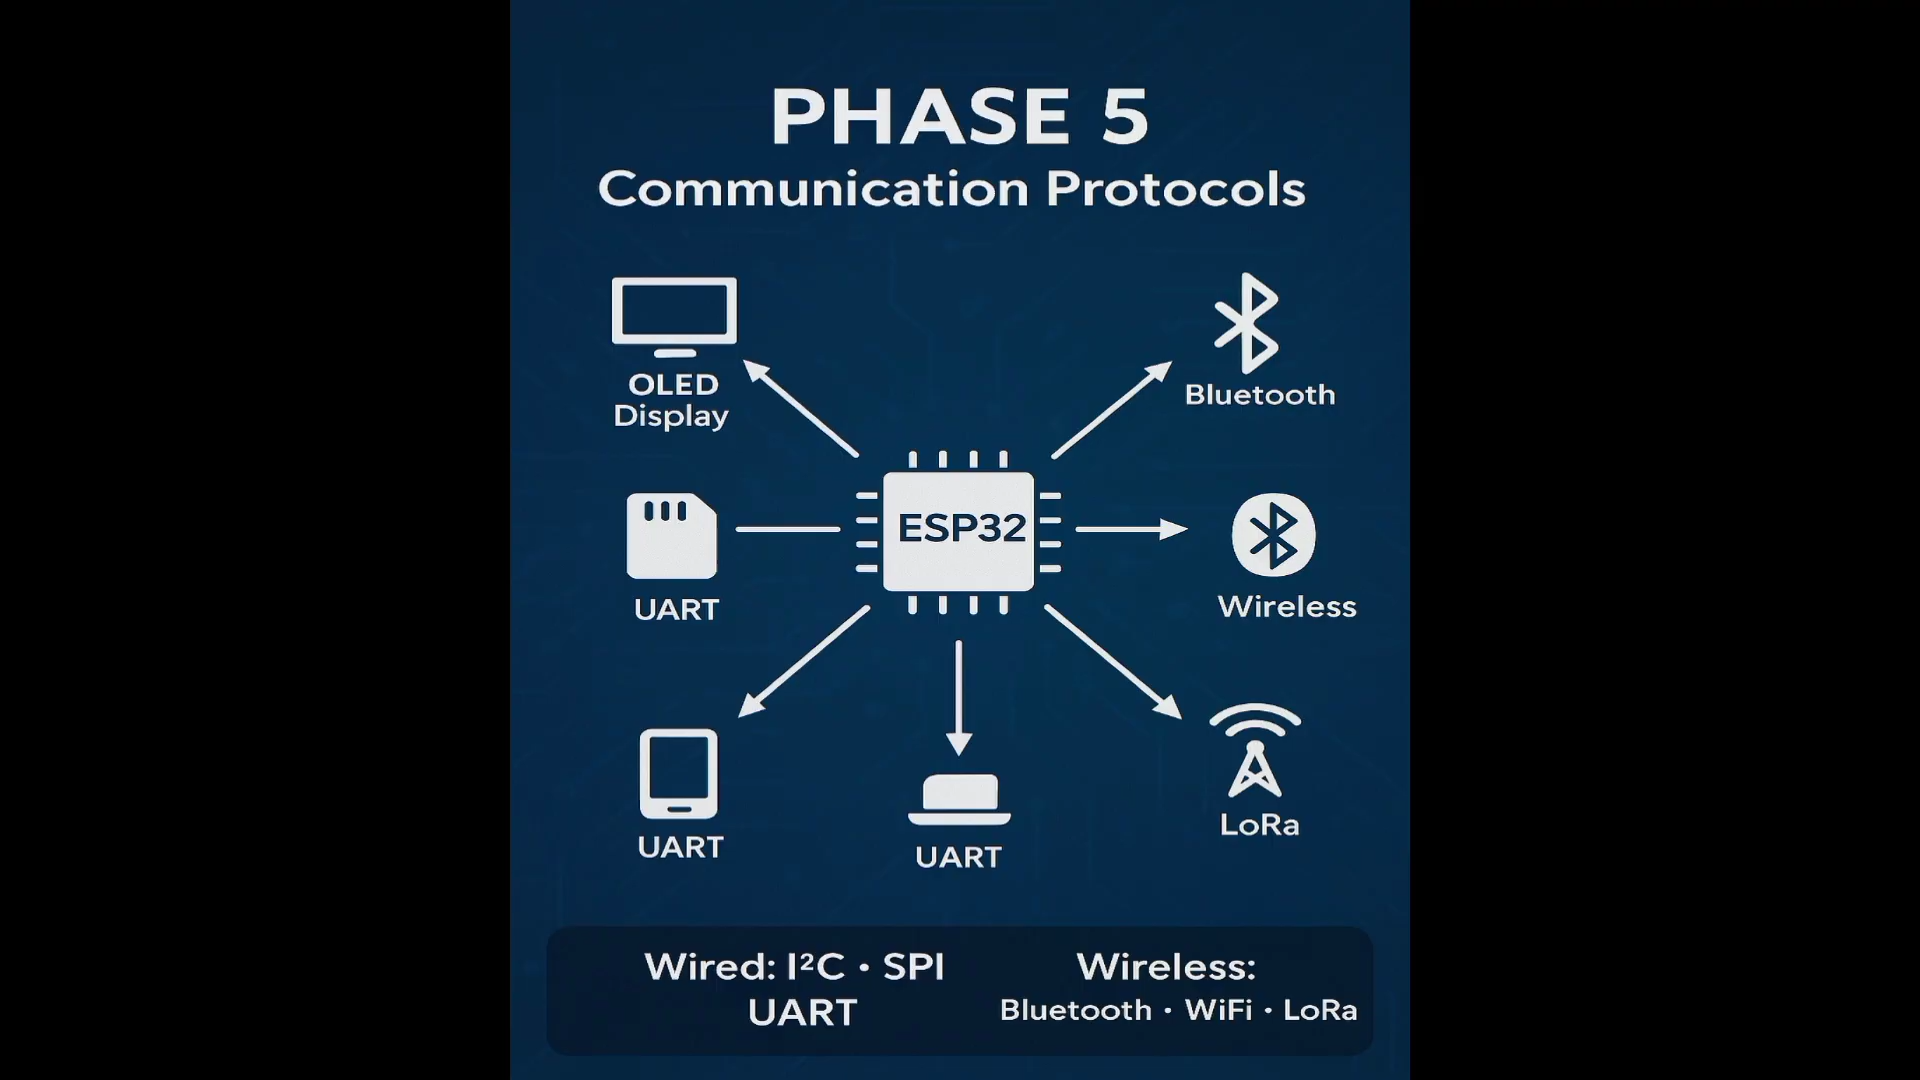 PHASE 5
Communication Protocols
OLED
Display
Bluetooth
ESP32
UART
Wireless
UART
UART
LoRa
Wired: I²C · SPI
UART
Wireless:
Bluetooth · WiFi · LoRa